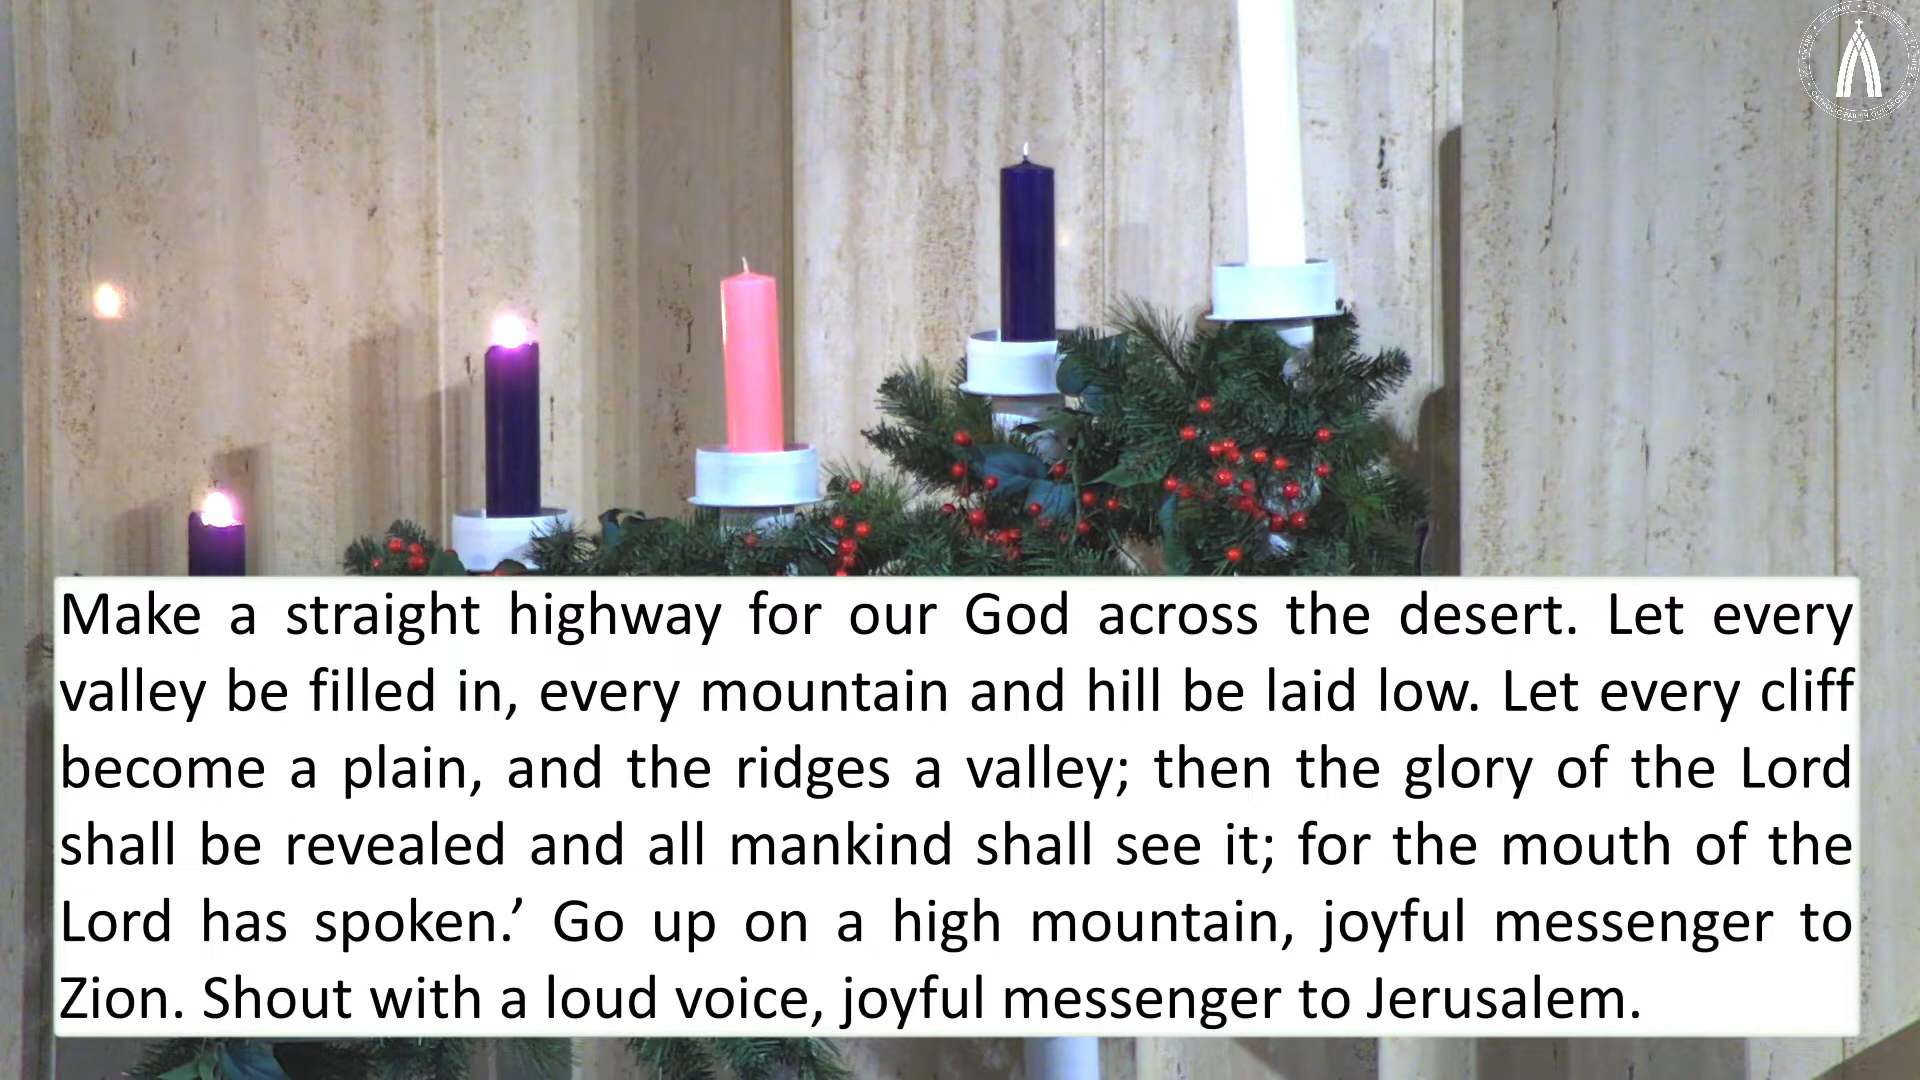 Make a straight highway for our God across the desert. Let every
valley be filled in, every mountain and hill be laid low. Let every cliff
become a plain, and the ridges a valley; then the glory of the Lord
shall be revealed and all mankind shall see it; for the mouth of the
Lord has spoken.’ Go up on a high mountain, joyful messenger to
Zion. Shout with a loud voice, joyful messenger to Jerusalem.